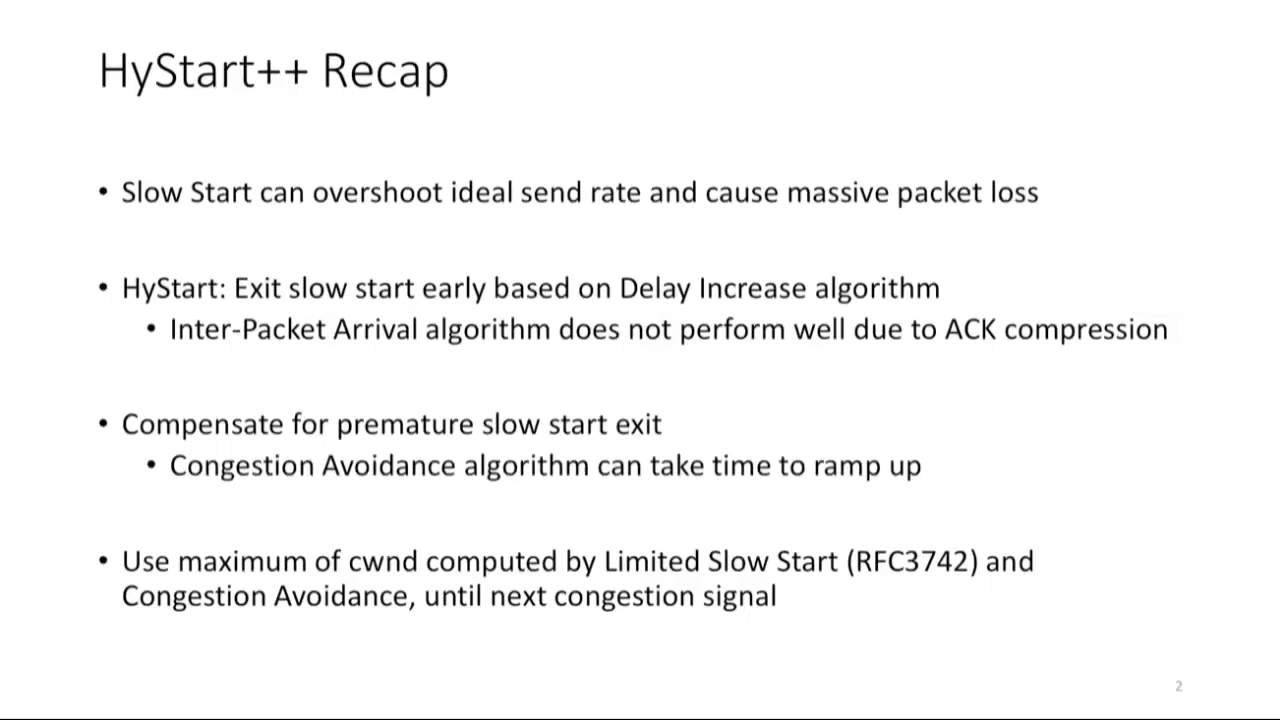 HyStart++ Recap
• Slow Start can overshoot ideal send rate and cause massive packet loss
• HyStart: Exit slow start early based on Delay Increase algorithm
• Inter-Packet Arrival algorithm does not perform well due to ACK compression
• Compensate for premature slow start exit
• Congestion Avoidance algorithm can take time to ramp up
• Use maximum of cwnd computed by Limited Slow Start (RFC3742) and
Congestion Avoidance, until next congestion signal
2